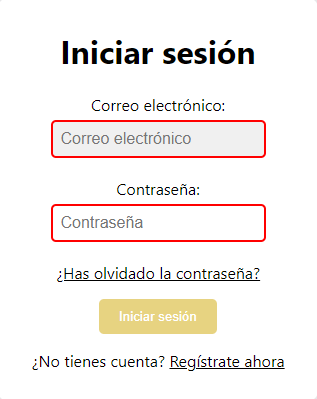 Iniciar sesión
Correo electrónico:
Correo electrónico
Contraseña:
Contraseña
¿Has olvidado la contraseña?
Iniciar sesión
¿No tienes cuenta? Regístrate ahora